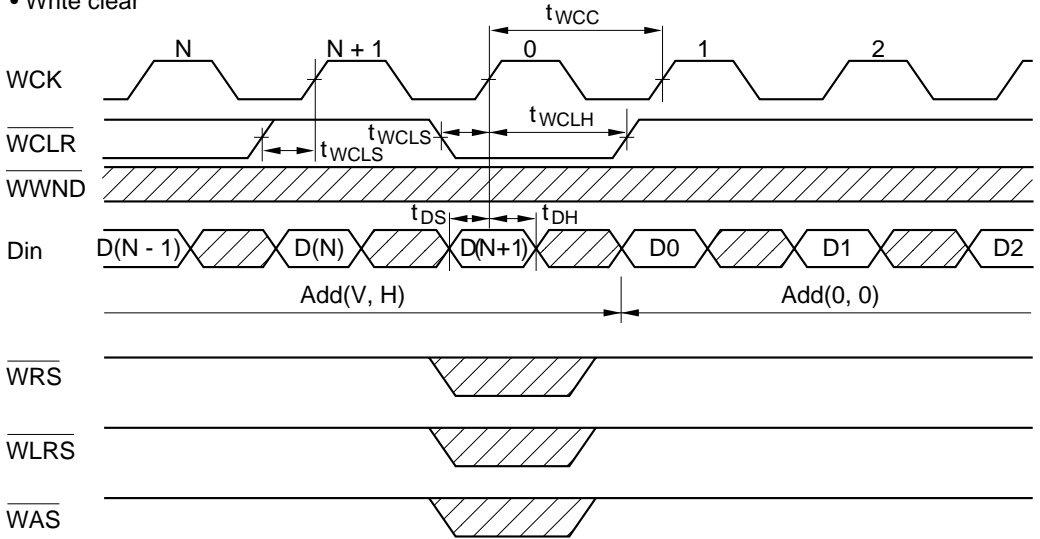 • Write clear
tWCC
N N + 1 0 1 2
WCK
tWCLH
tWCLS
WCLR
tWCLS
WWND
tDS tDH
Din D(N - 1) D(N) D(N+1) D0 D1 D2
Add(V, H) Add(0, 0)
WRS
WLRS
WAS